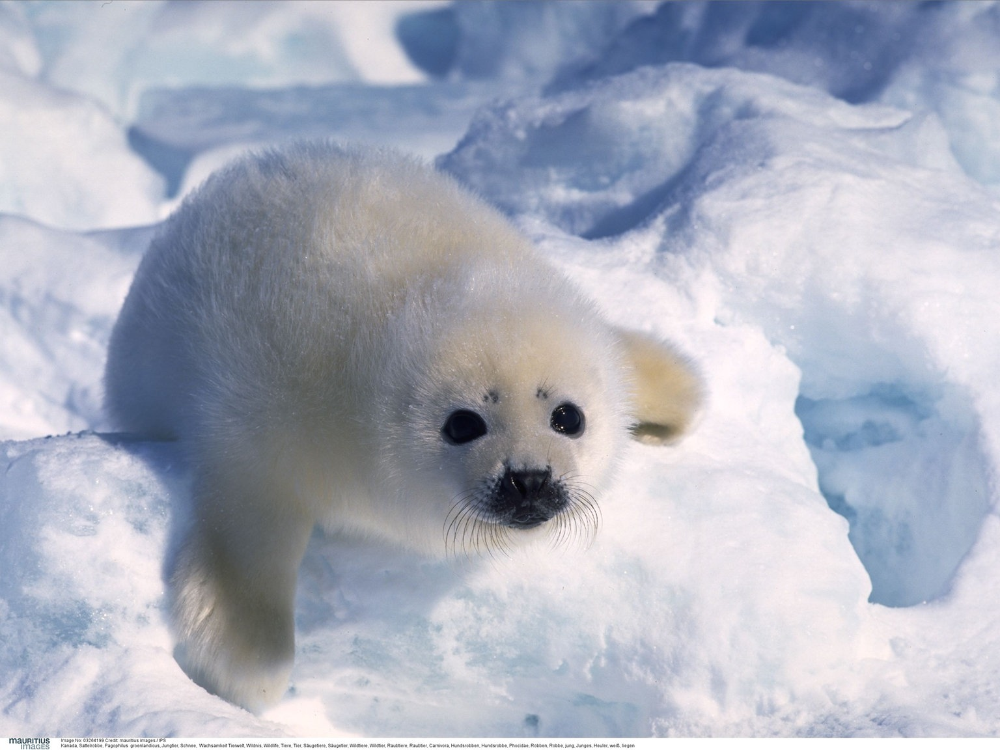 mauritius
images
Image No: 03264199 Credit: mauritius images / IPS
Kanada, Sattelrobbe, Pagophilus groenlandicus, Jungtier, Schnee, Wachsamkeit Tierwelt, Wildnis, Wildlife, Tiere, Tier, Säugetiere, Säugetier, Wildtiere, Wildtier, Raubtiere, Raubtier, Carnivora, Hundsrobben, Hundsrobbe, Phocidae, Robben, Robbe, jung, Junges, Heuler, weiß, liegen